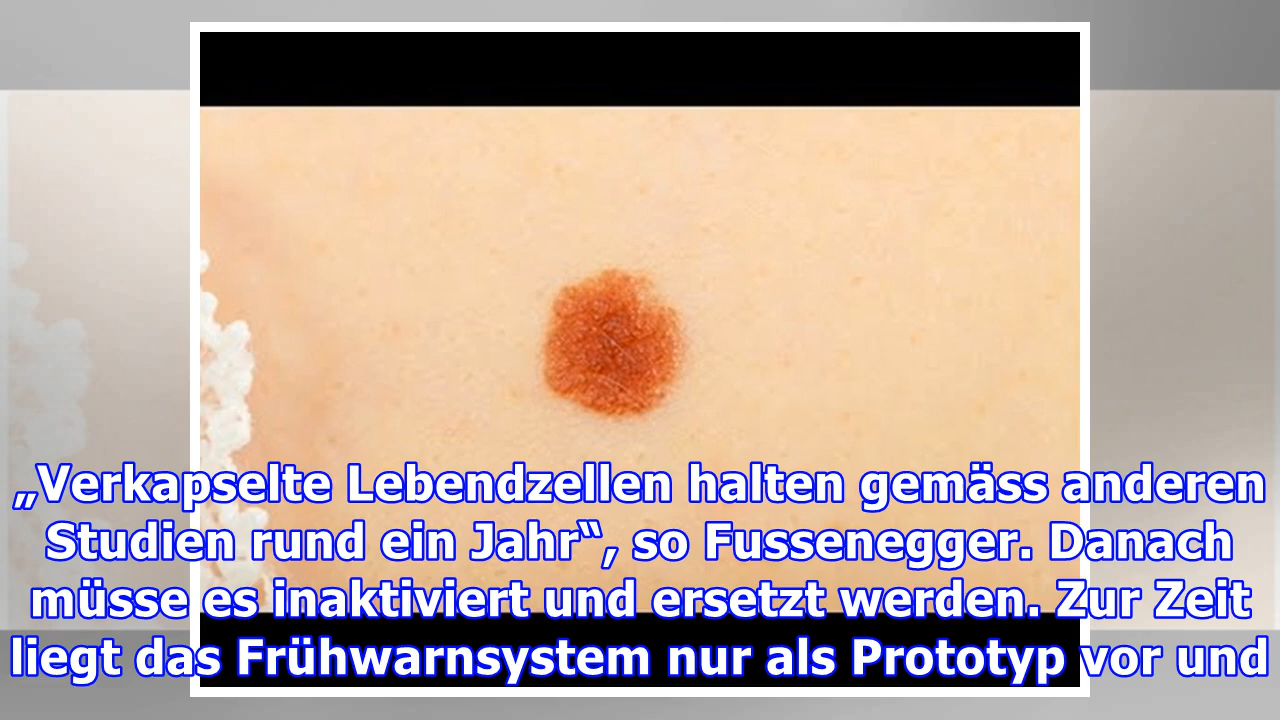 „Verkapselte Lebendzellen halten gemäss anderen
Studien rund ein Jahr“, so Fussenegger. Danach
müsse es inaktiviert und ersetzt werden. Zur Zeit
liegt das Frühwarnsystem nur als Prototyp vor und